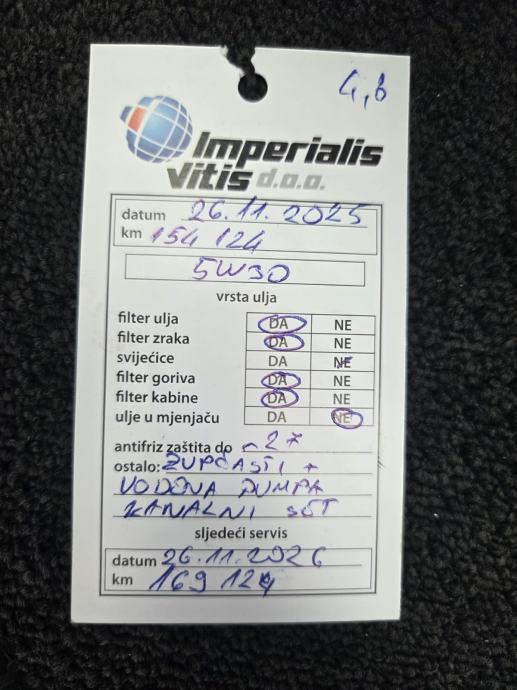 4,6
Imperialis
Vitis d.o.o.
datum 26.11.2025
km 154 124
5W30
vrsta ulja
filter ulja DA NE
filter zraka DA NE
svijećice DA NE
filter goriva DA NE
filter kabine DA NE
ulje u mjenjaču DA NE
antifriz zaštita do -27
ostalo: ZUPČASTI +
VODENA PUMPA
KANALNI SET
sljedeći servis
datum 26.11.2026
km 169 124